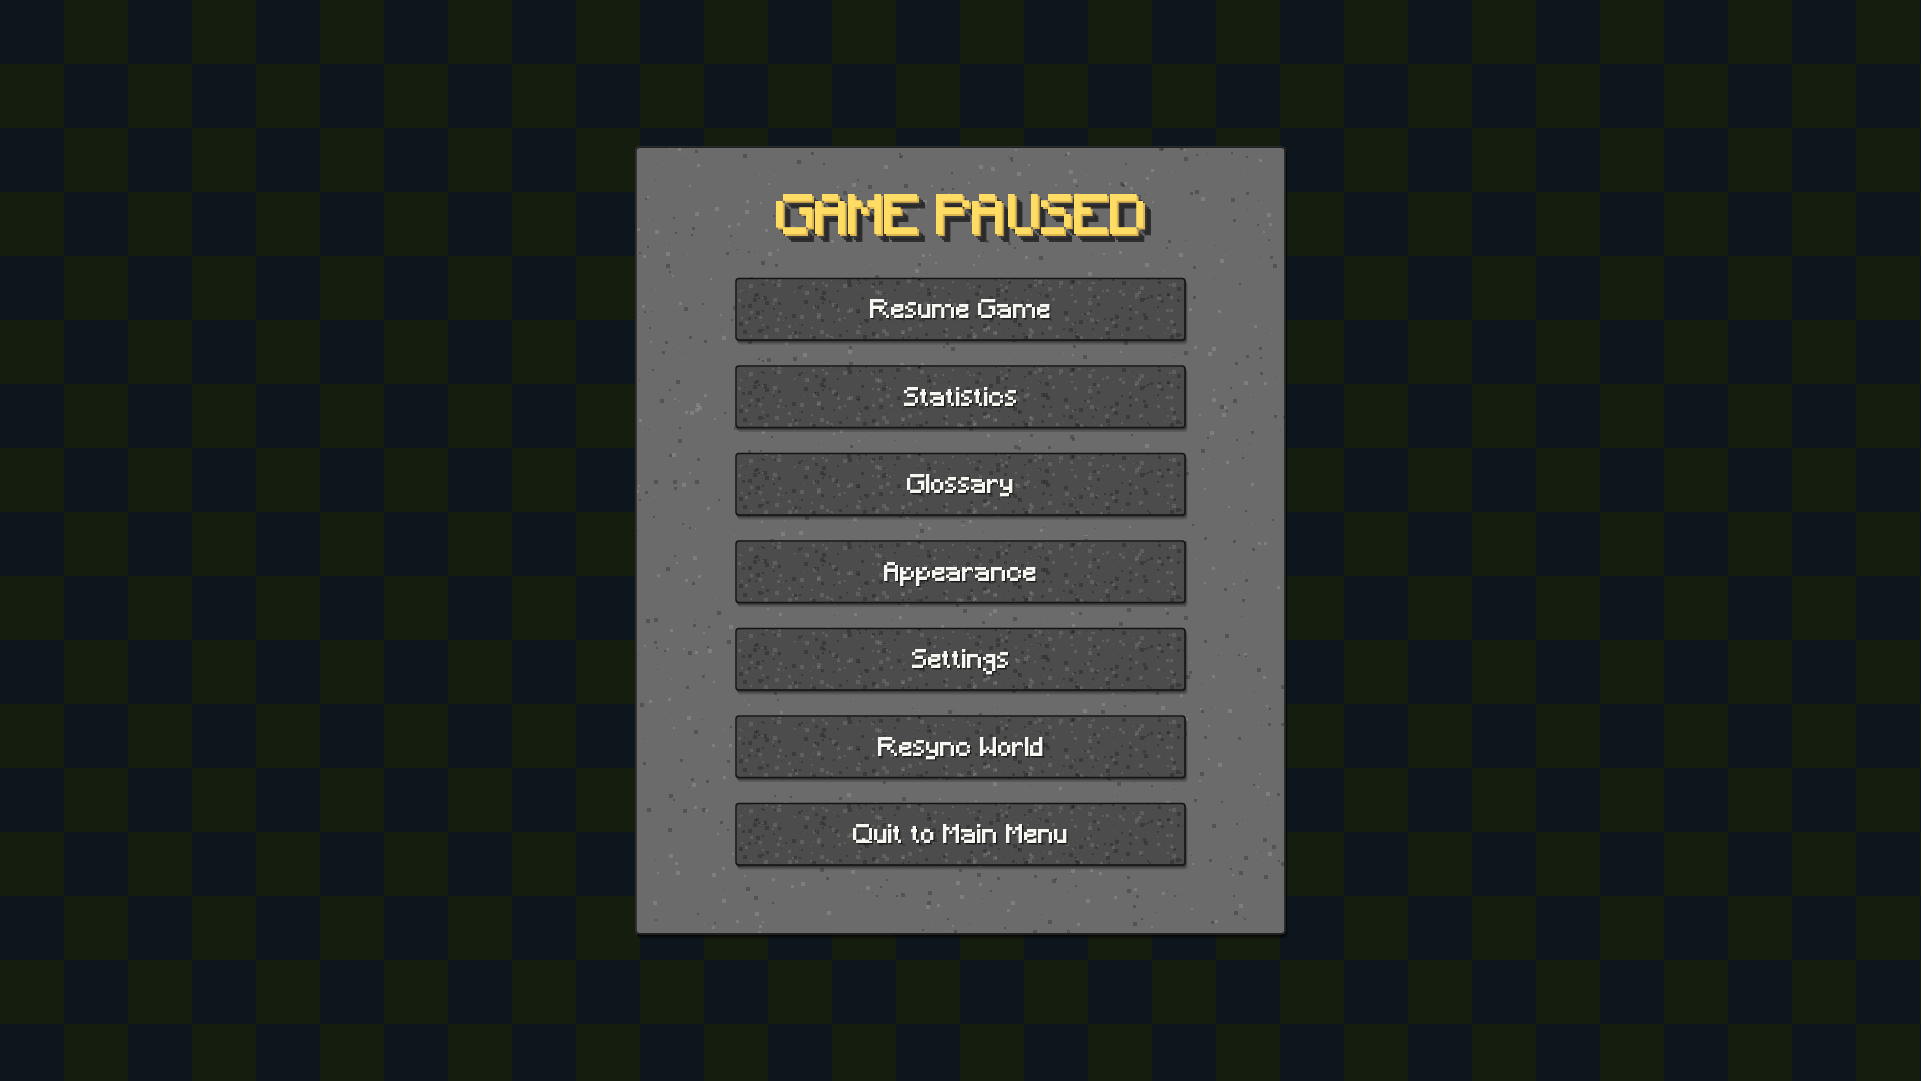 GAME PAUSED
Resume Game
Statistics
Glossary
Appearance
Settings
Resync World
Quit to Main Menu